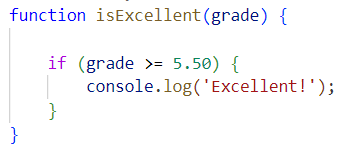 function isExcellent(grade) {
if (grade >= 5.50) {
console.log('Excellent!');
}
}